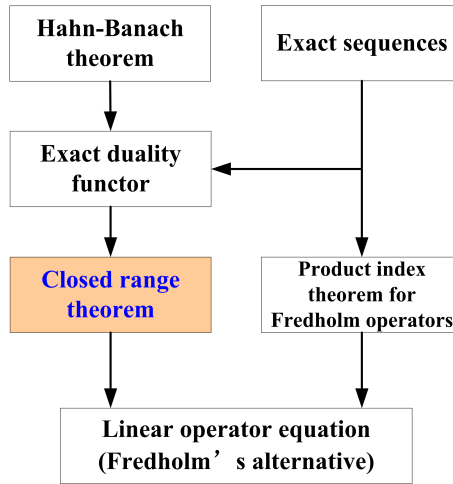 Hahn-Banach
theorem
Exact sequences
Exact duality
functor
Closed range
theorem
Product index
theorem for
Fredholm operators
Linear operator equation
(Fredholm’s alternative)